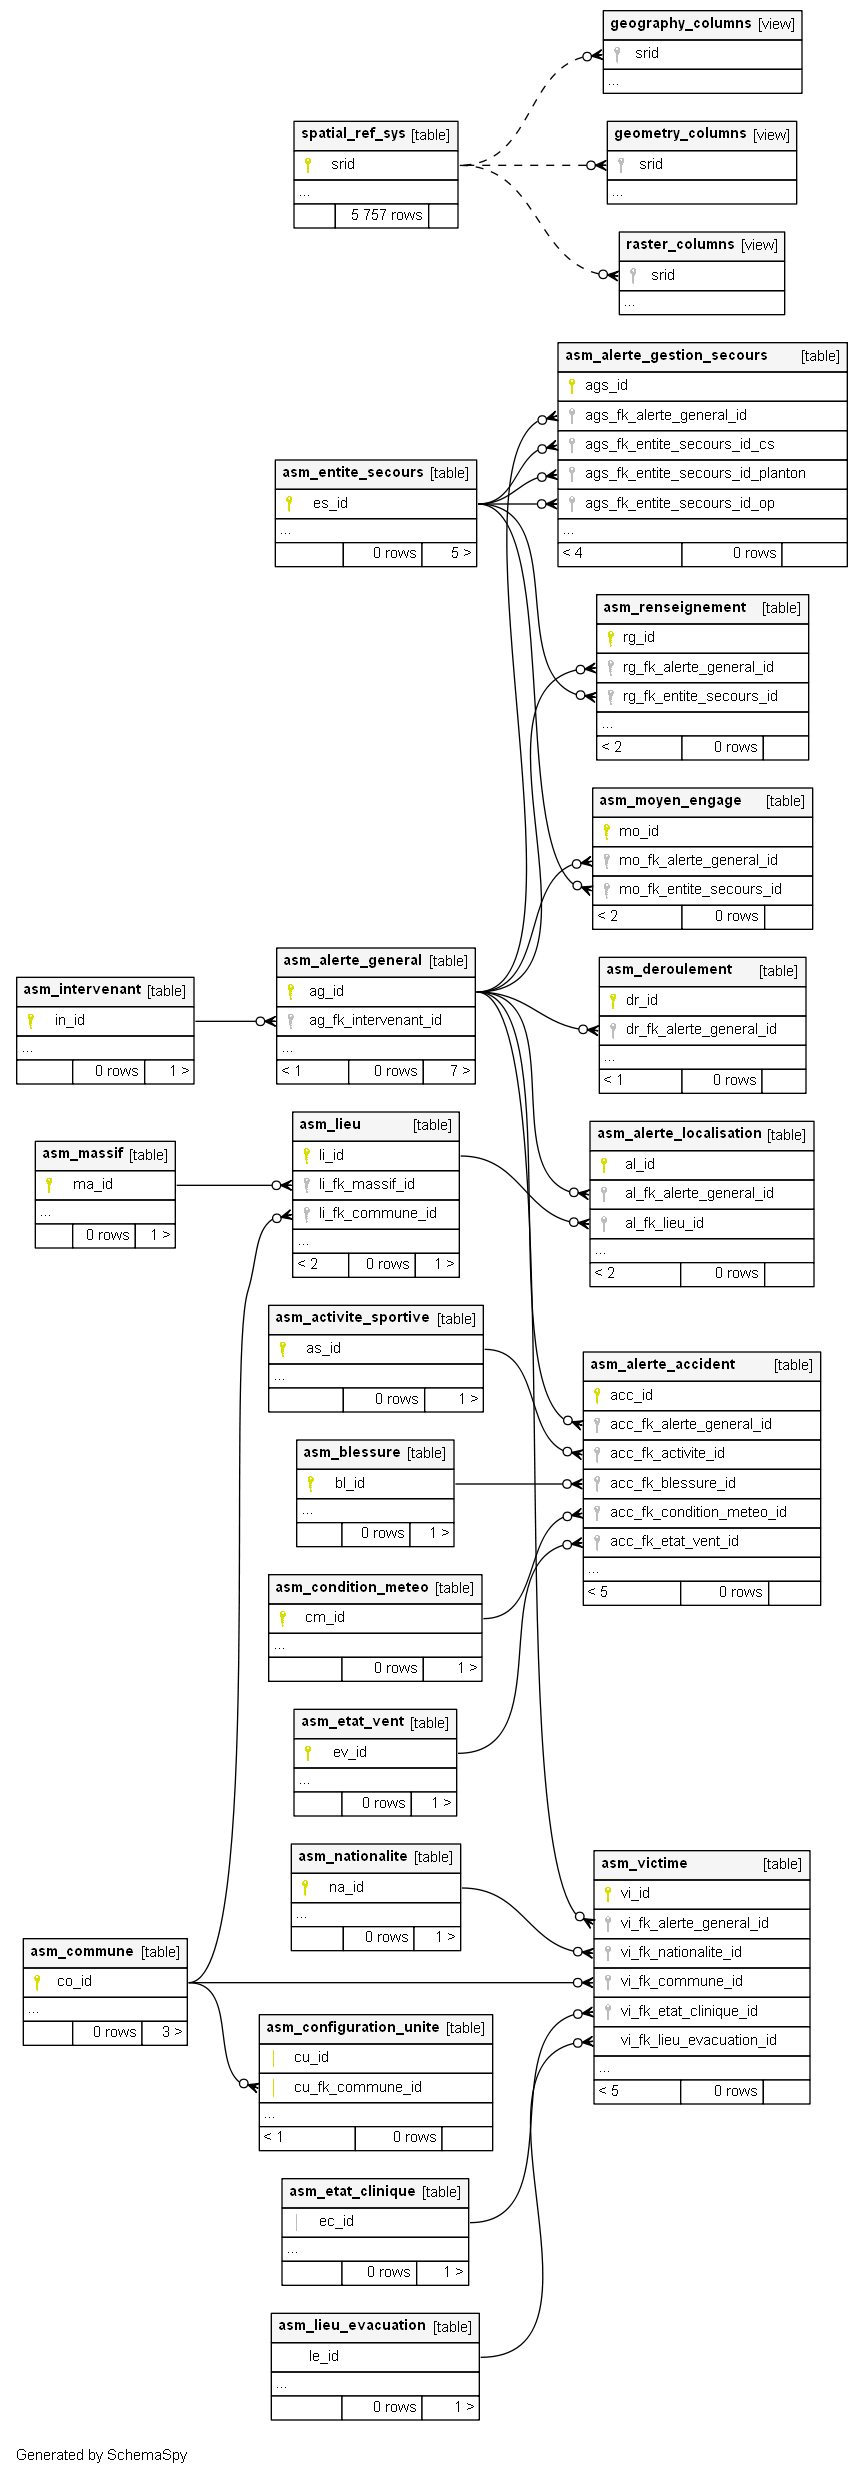 geography_columns [view]
srid
...
spatial_ref_sys [table]
srid
...
5 757 rows
geometry_columns [view]
srid
...
raster_columns [view]
srid
...
asm_alerte_gestion_secours [table]
ags_id
ags_fk_alerte_general_id
ags_fk_entite_secours_id_cs
ags_fk_entite_secours_id_planton
ags_fk_entite_secours_id_op
...
< 4 0 rows
asm_entite_secours [table]
es_id
...
0 rows 5 >
asm_renseignement [table]
rg_id
rg_fk_alerte_general_id
rg_fk_entite_secours_id
...
< 2 0 rows
asm_moyen_engage [table]
mo_id
mo_fk_alerte_general_id
mo_fk_entite_secours_id
< 2 0 rows
asm_intervenant [table]
in_id
...
0 rows 1 >
asm_alerte_general [table]
ag_id
ag_fk_intervenant_id
...
< 1 0 rows 7 >
asm_deroulement [table]
dr_id
dr_fk_alerte_general_id
...
< 1 0 rows
asm_massif [table]
ma_id
...
0 rows 1 >
asm_lieu [table]
li_id
li_fk_massif_id
li_fk_commune_id
...
< 2 0 rows 1 >
asm_alerte_localisation [table]
al_id
al_fk_alerte_general_id
al_fk_lieu_id
...
< 2 0 rows
asm_activite_sportive [table]
as_id
...
0 rows 1 >
asm_alerte_accident [table]
acc_id
acc_fk_alerte_general_id
acc_fk_activite_id
acc_fk_blessure_id
acc_fk_condition_meteo_id
acc_fk_etat_vent_id
...
< 5 0 rows
asm_blessure [table]
bl_id
...
0 rows 1 >
asm_condition_meteo [table]
cm_id
...
0 rows 1 >
asm_etat_vent [table]
ev_id
...
0 rows 1 >
asm_nationalite [table]
na_id
...
0 rows 1 >
asm_victime [table]
vi_id
vi_fk_alerte_general_id
vi_fk_nationalite_id
vi_fk_commune_id
vi_fk_etat_clinique_id
vi_fk_lieu_evacuation_id
...
< 5 0 rows
asm_commune [table]
co_id
...
0 rows 3 >
asm_configuration_unite [table]
cu_id
cu_fk_commune_id
...
< 1 0 rows
asm_etat_clinique [table]
ec_id
...
0 rows 1 >
asm_lieu_evacuation [table]
le_id
...
0 rows 1 >
Generated by SchemaSpy